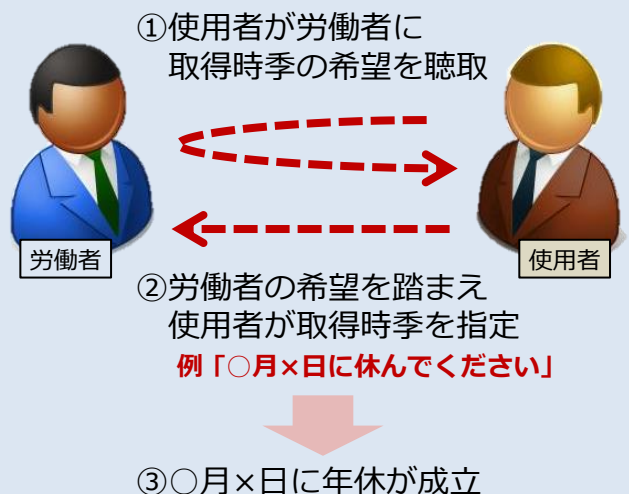 ①使用者が労働者に
取得時季の希望を聴取
労働者
使用者
②労働者の希望を踏まえ
使用者が取得時季を指定
例「○月×日に休んでください」
③○月×日に年休が成立